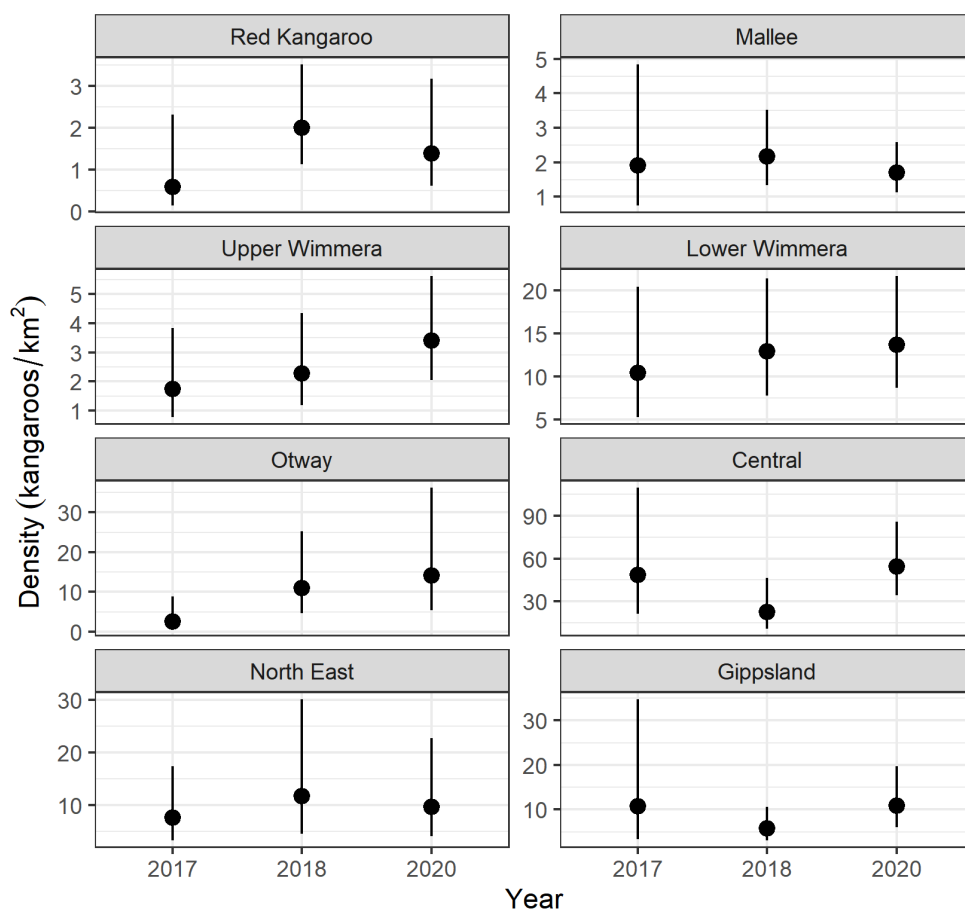 Red Kangaroo
Mallee
3
2
1
0
5
4
3
2
1
Upper Wimmera
Lower Wimmera
5
4
3
2
1
20
15
10
5
Otway
Central
30
20
10
0
90
60
30
North East
Gippsland
30
20
10
30
20
10
2017 2018 2020
2017 2018 2020
Year
Density (kangaroos/km²)